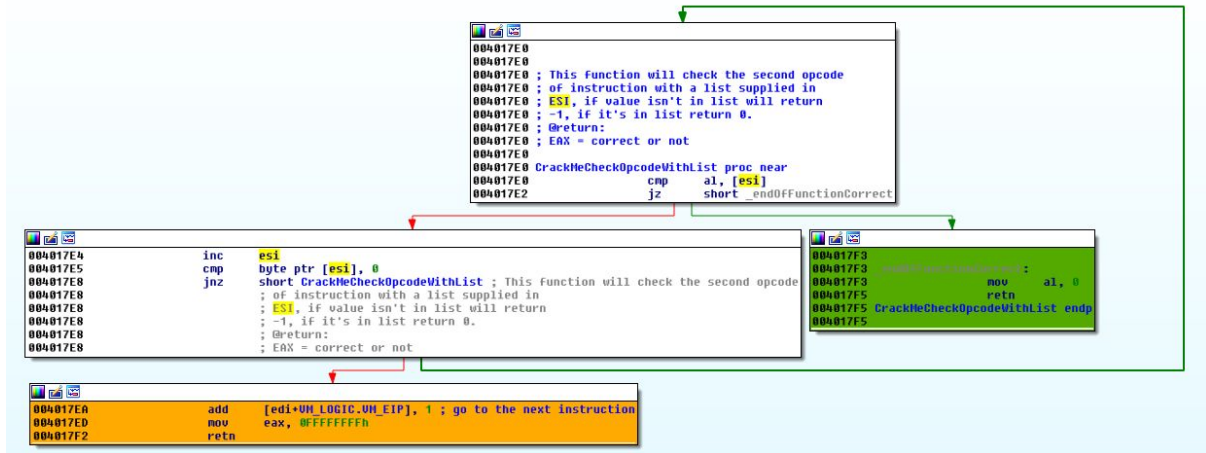 004017E0
004017E0
004017E0 ; This function will check the second opcode
004017E0 ; of instruction with a list supplied in
004017E0 ; ESI, if value isn't in list will return
004017E0 ; -1, if it's in list return 0.
004017E0 ; @return:
004017E0 ; EAX = correct or not
004017E0
004017E0 CrackMeCheckOpcodeWithList proc near
004017E0 cmp al, [esi]
004017E2 jz short _endOfFunctionCorrect
004017E4 inc esi
004017E5 cmp byte ptr [esi], 0
004017E8 jnz short CrackMeCheckOpcodeWithList ; This function will check the second opcode
004017E8 ; of instruction with a list supplied in
004017E8 ; ESI, if value isn't in list will return
004017E8 ; -1, if it's in list return 0.
004017E8 ; @return:
004017E8 ; EAX = correct or not
004017F3
004017F3 :
004017F3 mov al, 0
004017F5 retn
004017F5 CrackMeCheckOpcodeWithList endp
004017F5
004017EA add [edi+VM_LOGIC.VM_EIP], 1 ; go to the next instruction
004017ED mov eax, 0FFFFFFFFh
004017F2 retn